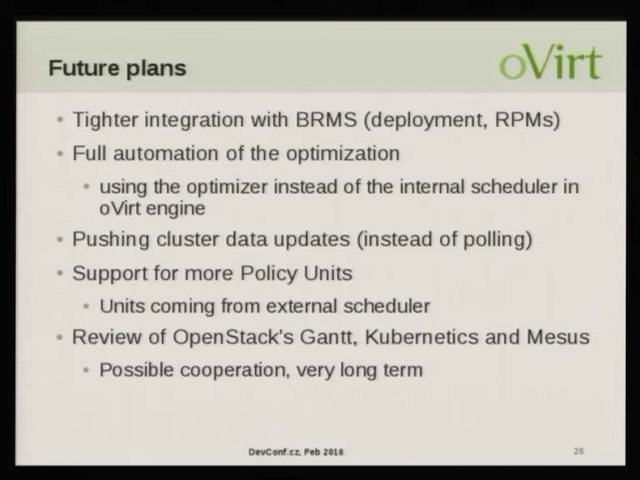 Future plans
oVirt
Tighter integration with BRMS (deployment, RPMs)
Full automation of the optimization
using the optimizer instead of the internal scheduler in
oVirt engine
Pushing cluster data updates (instead of polling)
Support for more Policy Units
Units coming from external scheduler
Review of OpenStack's Gantt, Kubernetics and Mesus
Possible cooperation, very long term
DevConf.cz, Feb 2016
26